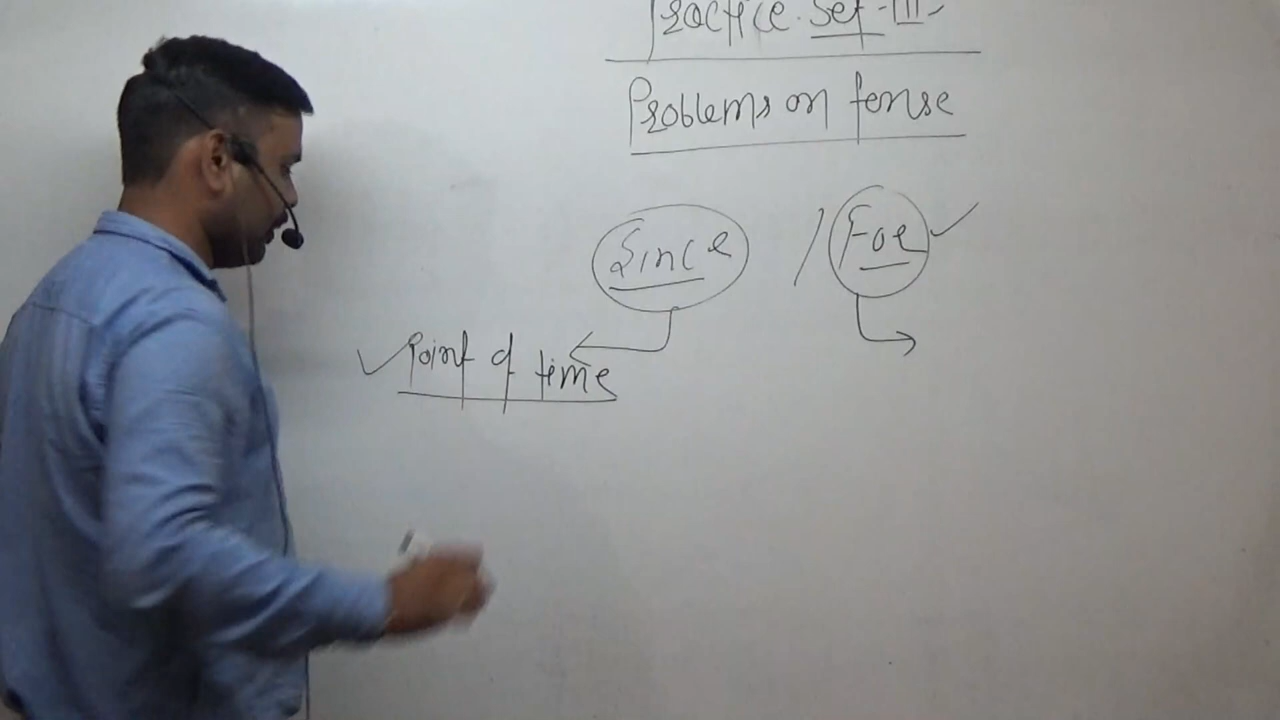 Practice Set-III
Problems on tense
Since / For
Point of time